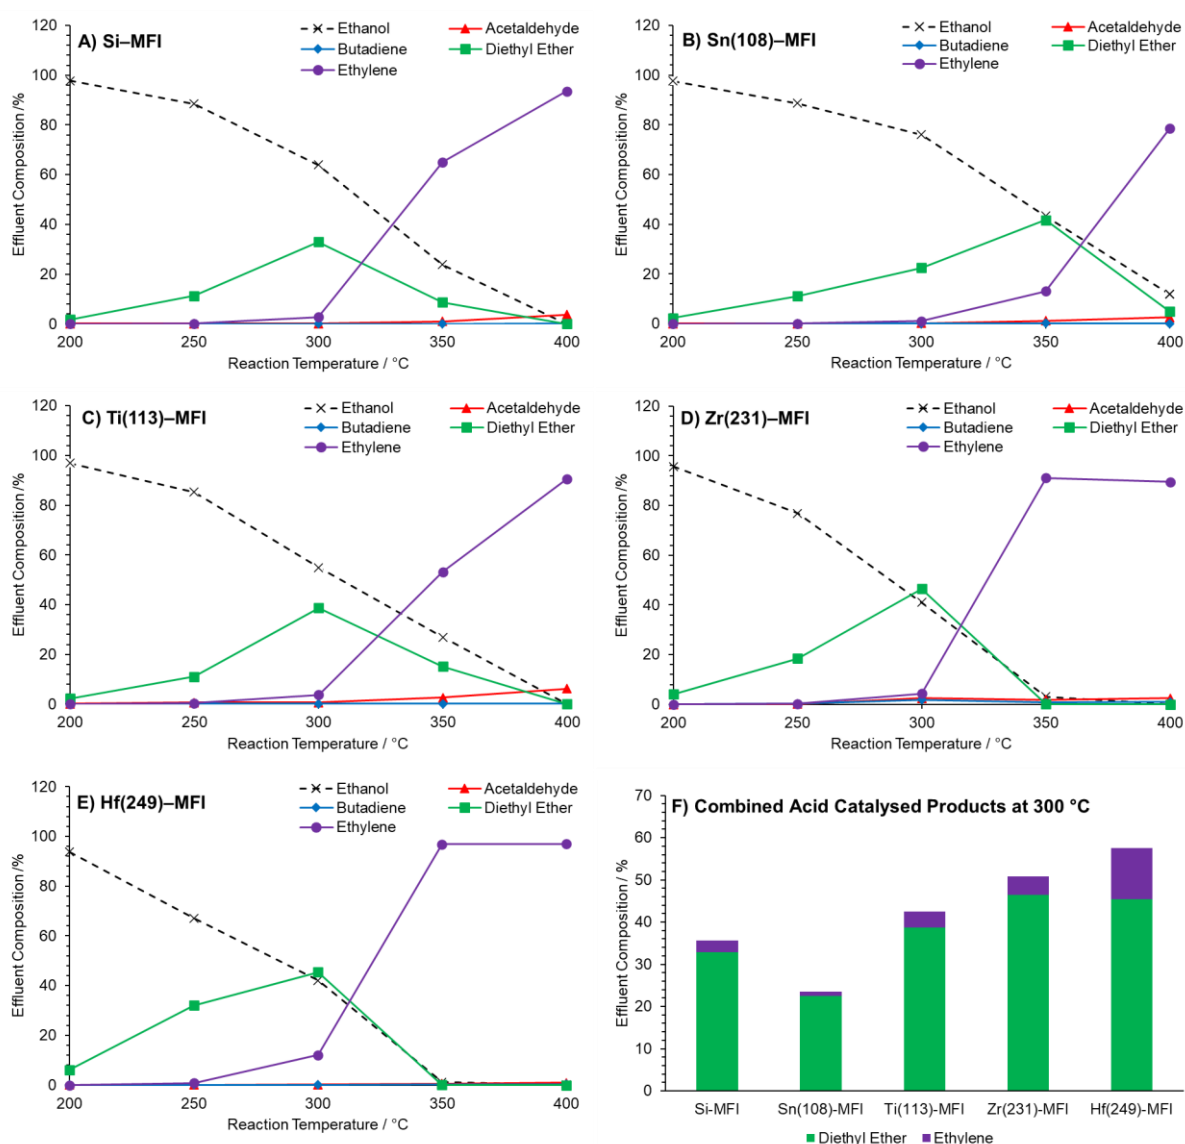 A) Si–MFI
Ethanol
Acetaldehyde
Butadiene
Diethyl Ether
Ethylene
Effluent Composition /%
120
100
80
60
40
20
0
200 250 300 350 400
Reaction Temperature / °C
B) Sn(108)–MFI
Ethanol
Acetaldehyde
Butadiene
Diethyl Ether
Ethylene
Effluent Composition /%
120
100
80
60
40
20
0
200 250 300 350 400
Reaction Temperature / °C
C) Ti(113)–MFI
Ethanol
Acetaldehyde
Butadiene
Diethyl Ether
Ethylene
Effluent Composition /%
120
100
80
60
40
20
0
200 250 300 350 400
Reaction Temperature / °C
D) Zr(231)–MFI
Ethanol
Acetaldehyde
Butadiene
Diethyl Ether
Ethylene
Effluent Composition /%
120
100
80
60
40
20
0
200 250 300 350 400
Reaction Temperature / °C
E) Hf(249)–MFI
Ethanol
Acetaldehyde
Butadiene
Diethyl Ether
Ethylene
Effluent Composition /%
120
100
80
60
40
20
0
200 250 300 350 400
Reaction Temperature / °C
F) Combined Acid Catalysed Products at 300 °C
Effluent Composition / %
70
60
50
40
30
20
10
0
Si-MFI Sn(108)-MFI Ti(113)-MFI Zr(231)-MFI Hf(249)-MFI
Diethyl Ether Ethylene